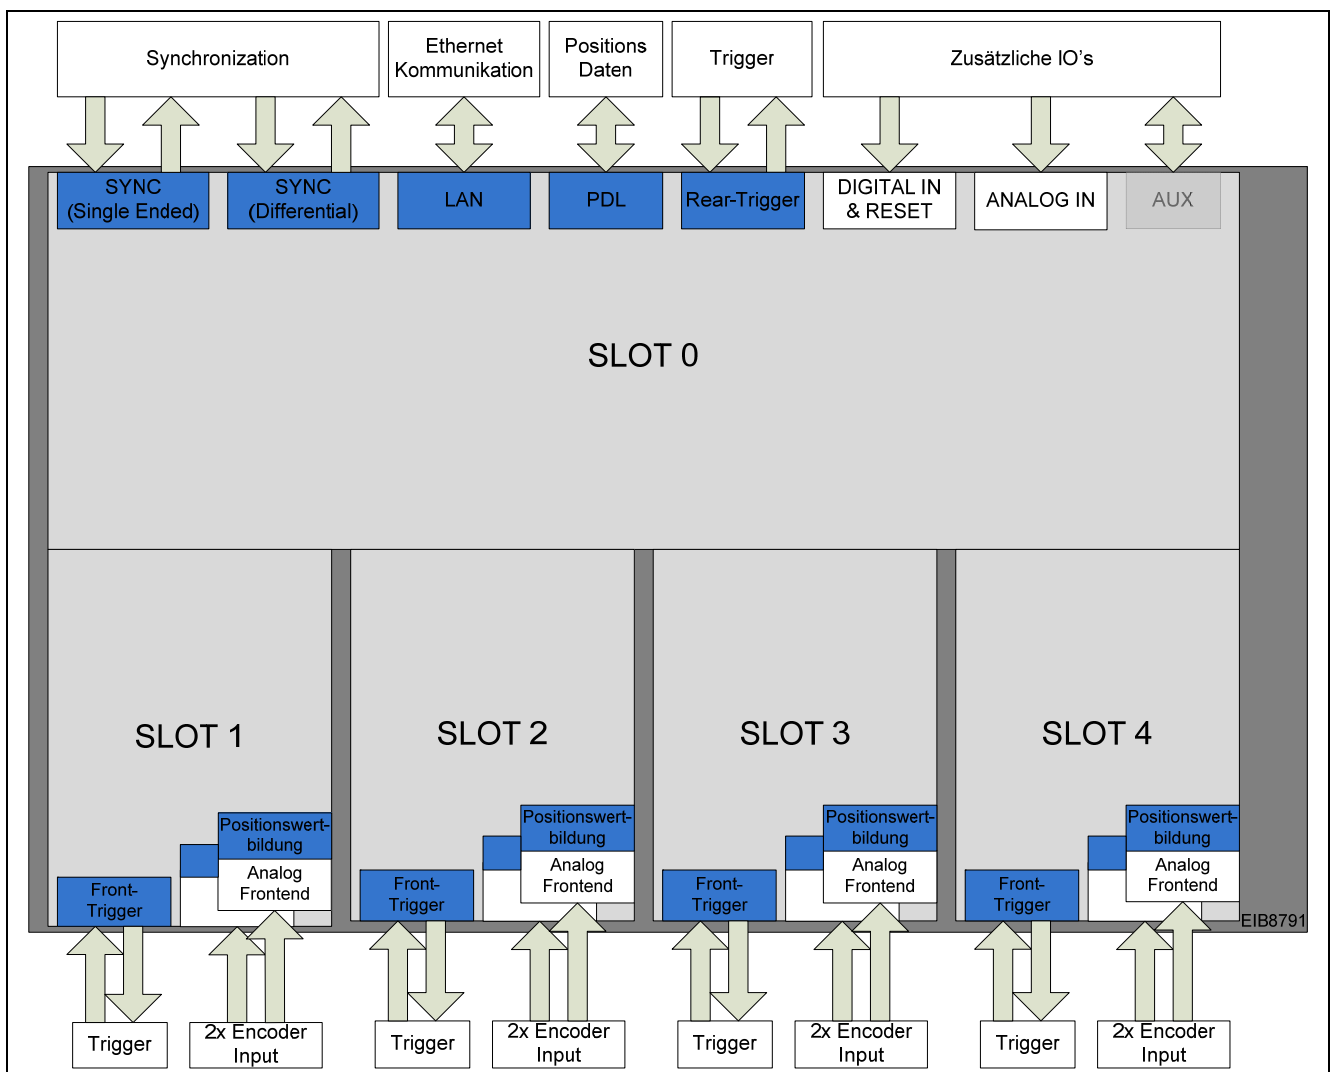 Synchronization
Ethernet
Kommunikation
Positions
Daten
Trigger
Zusätzliche IO's
SYNC
(Single Ended)
SYNC
(Differential)
LAN
PDL
Rear-Trigger
DIGITAL IN
& RESET
ANALOG IN
AUX
SLOT 0
SLOT 1
SLOT 2
SLOT 3
SLOT 4
Positionswert-
bildung
Analog
Frontend
Front-
Trigger
Positionswert-
bildung
Analog
Frontend
Front-
Trigger
Positionswert-
bildung
Analog
Frontend
Front-
Trigger
Positionswert-
bildung
Analog
Frontend
Front-
Trigger
EIB8791
Trigger
2x Encoder
Input
Trigger
2x Encoder
Input
Trigger
2x Encoder
Input
Trigger
2x Encoder
Input